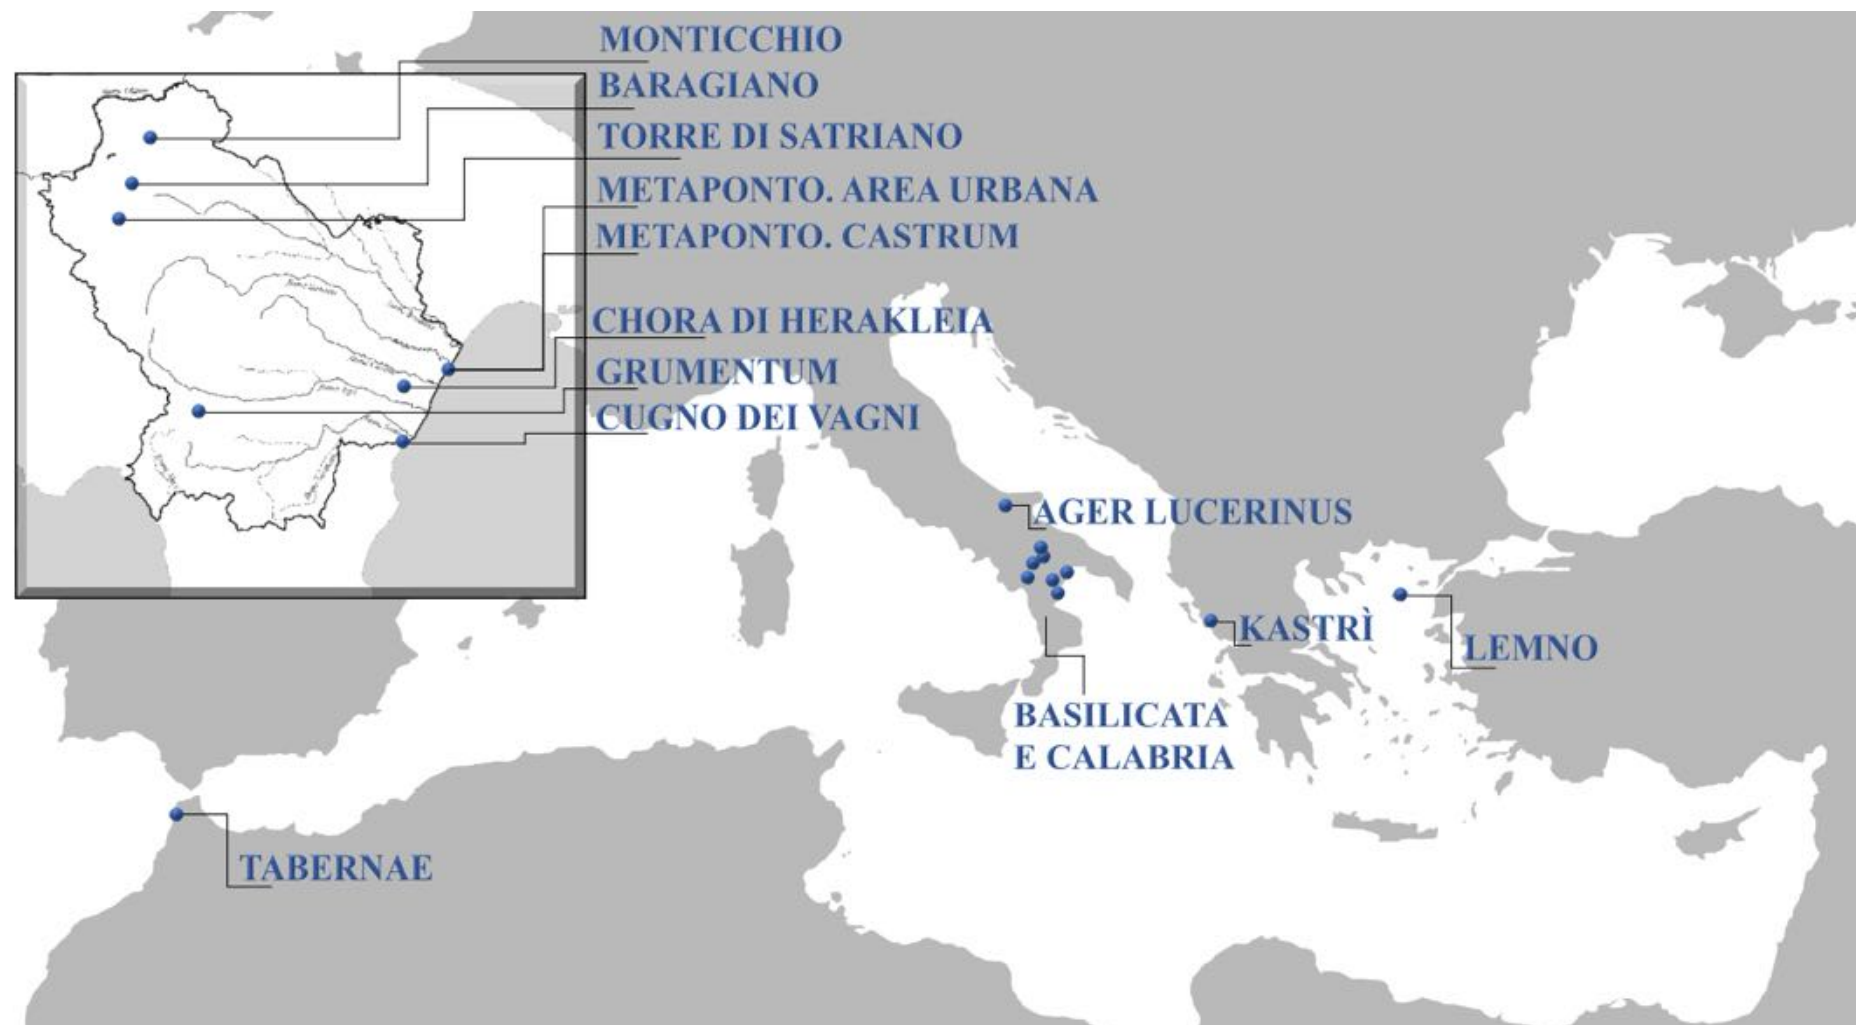 MONTICCHIO
BARAGIANO
TORRE DI SATRIANO
METAPONTO. AREA URBANA
METAPONTO. CASTRUM
CHORA DI HERAKLEIA
GRUMENTUM
CUGNO DEI VAGNI
AGER LUCERINUS
KASTRÌ
LEMNO
BASILICATA
E CALABRIA
TABERNAE